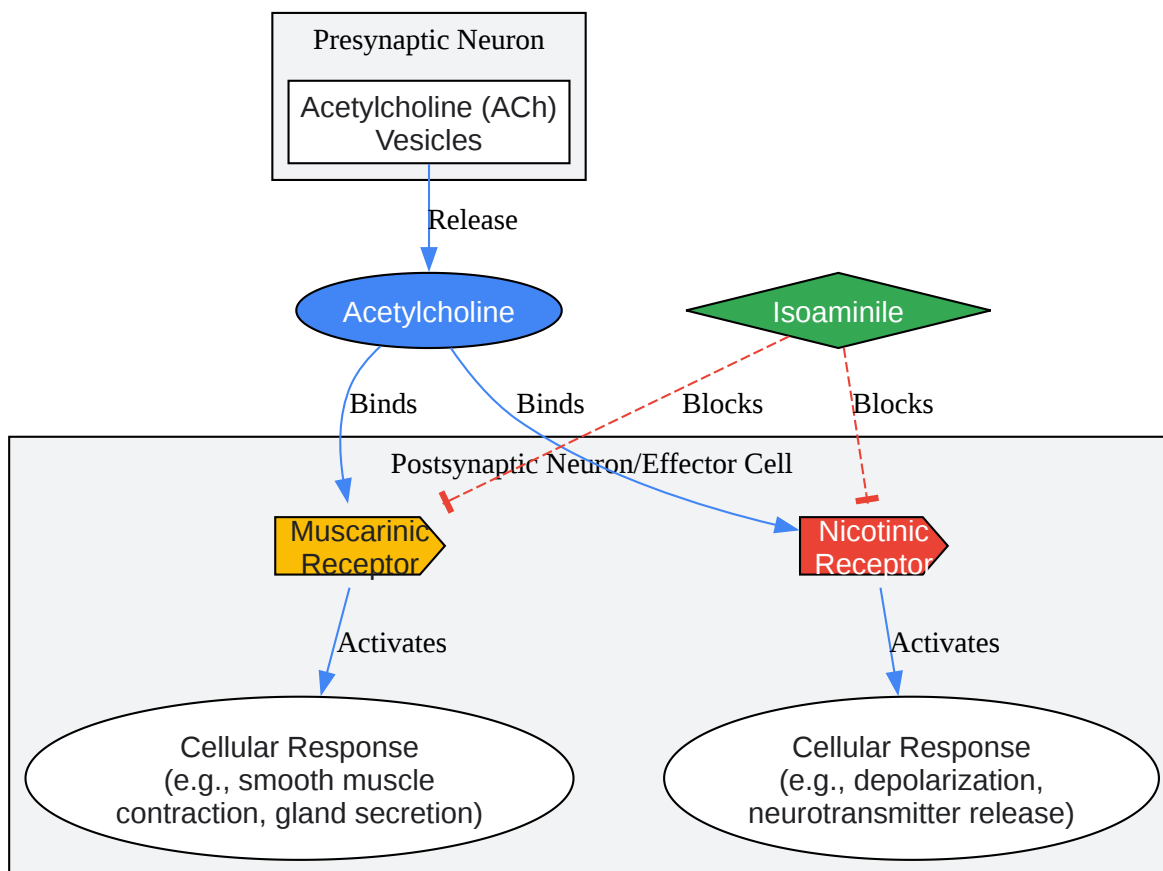 Presynaptic Neuron
Acetylcholine (ACh)
Vesicles
Release
Acetylcholine
Isoaminile
Binds
Binds
Blocks
Blocks
Postsynaptic Neuron/Effector Cell
Muscarinic
Receptor
Nicotinic
Receptor
Activates
Activates
Cellular Response
(e.g., smooth muscle
contraction, gland secretion)
Cellular Response
(e.g., depolarization,
neurotransmitter release)